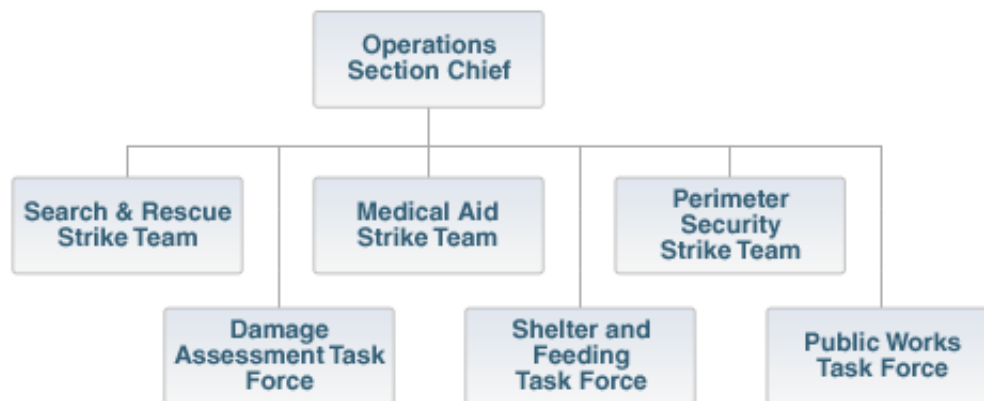 Operations
Section Chief
Search & Rescue
Strike Team
Medical Aid
Strike Team
Perimeter
Security
Strike Team
Damage
Assessment Task
Force
Shelter and
Feeding
Task Force
Public Works
Task Force